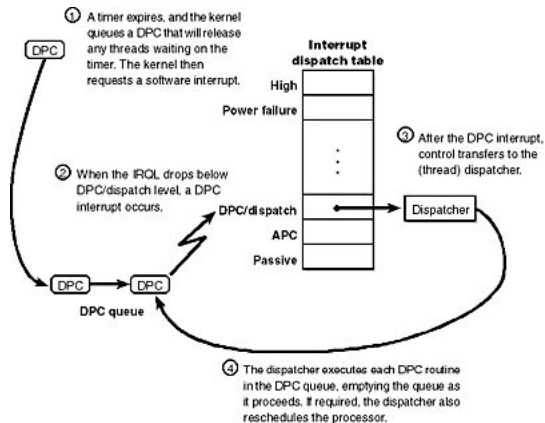 ① A timer expires, and the kernel
queues a DPC that will release
any threads waiting on the
timer. The kernel then
requests a software interrupt.
DPC
Interrupt
dispatch table
High
Power failure
③ After the DPC interrupt,
control transfers to the
(thread) dispatcher.
② When the IRQL drops below
DPC/dispatch level, a DPC
interrupt occurs.
DPC/dispatch
Dispatcher
APC
Passive
DPC
DPC
DPC queue
④ The dispatcher executes each DPC routine
in the DPC queue, emptying the queue as
it proceeds. If required, the dispatcher also
reschedules the processor.